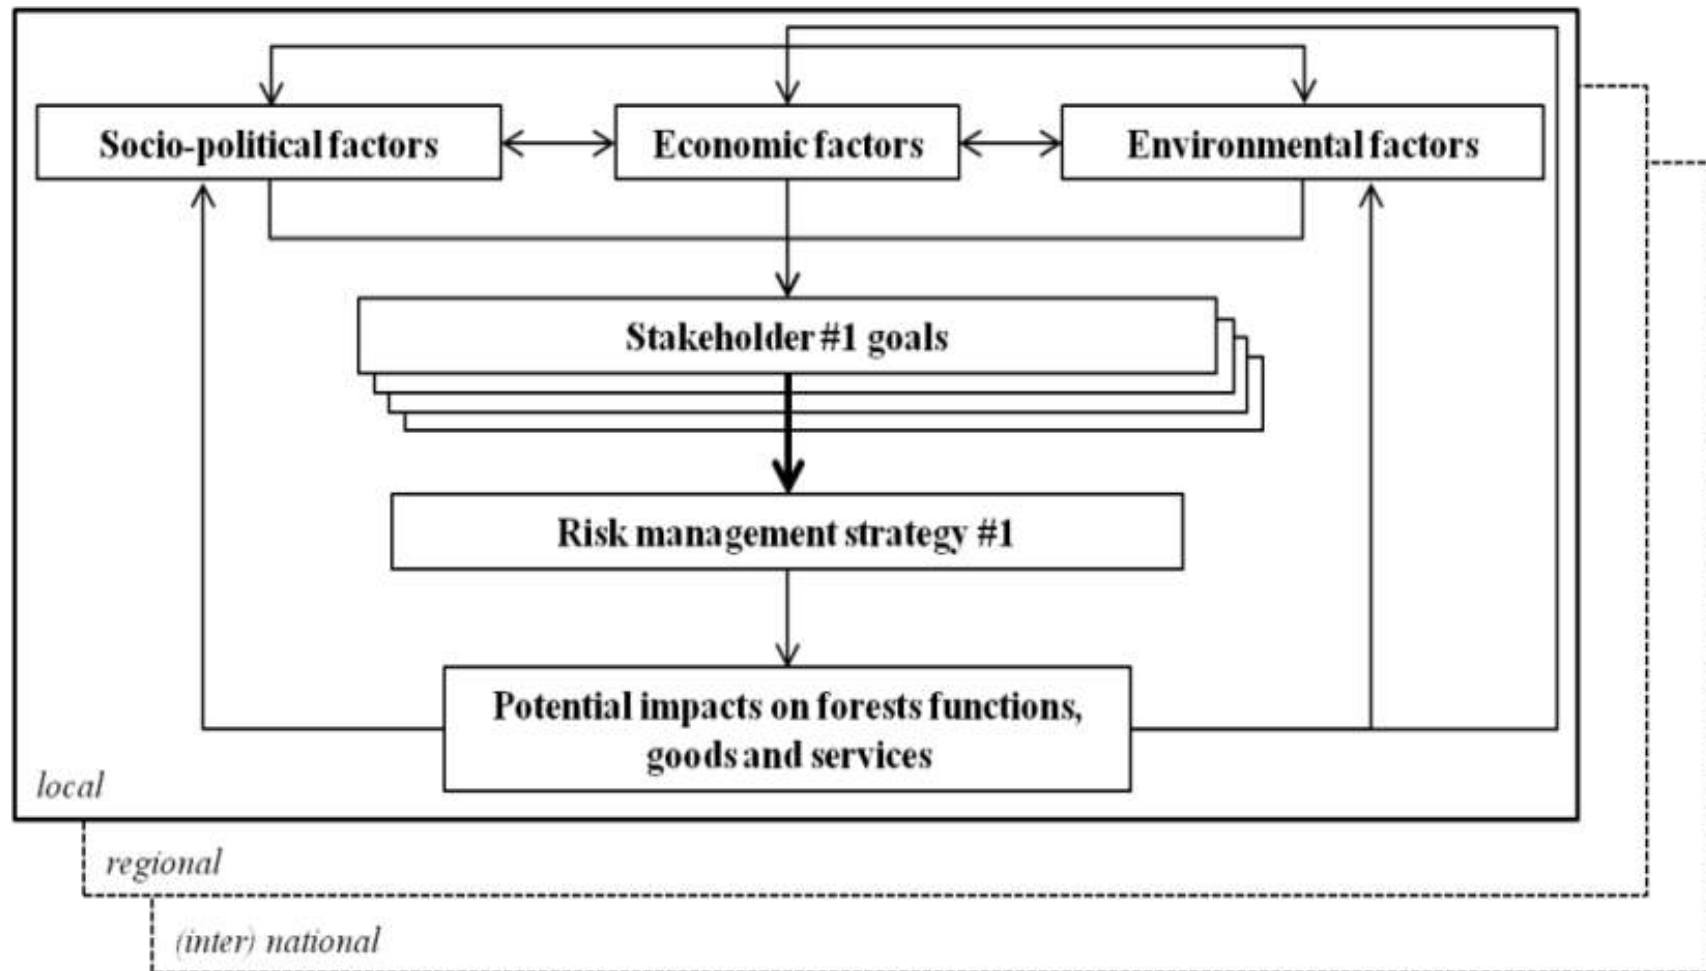 Socio-political factors
Economic factors
Environmental factors
Stakeholder #1 goals
Risk management strategy #1
Potential impacts on forests functions,
goods and services
local
regional
(inter) national